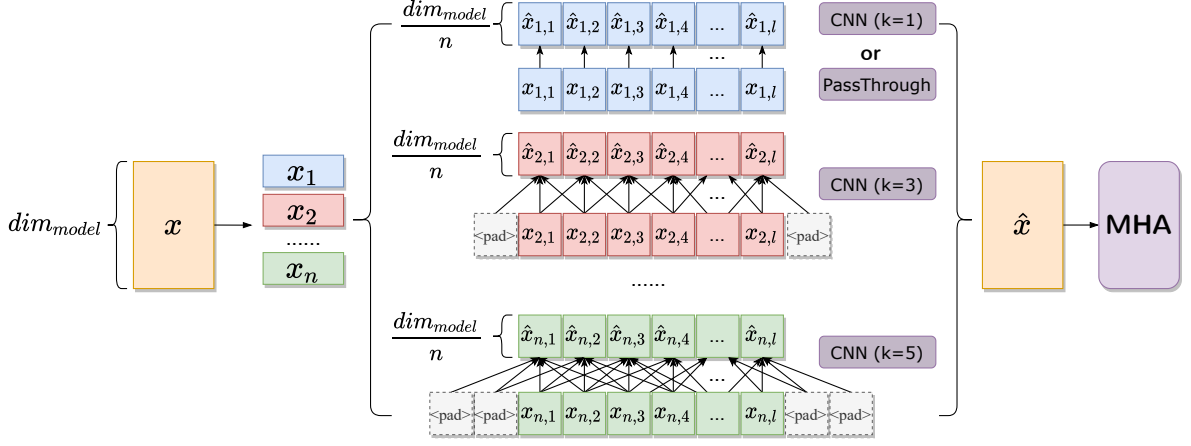 dim_model
x
x_1
x_2
......
x_n
dim_model / n
x̂_{1,1} x̂_{1,2} x̂_{1,3} x̂_{1,4} ... x̂_{1,l}
...
x_{1,1} x_{1,2} x_{1,3} x_{1,4} ... x_{1,l}
CNN (k=1)
or
PassThrough
dim_model / n
x̂_{2,1} x̂_{2,2} x̂_{2,3} x̂_{2,4} ... x̂_{2,l}
...
<pad> x_{2,1} x_{2,2} x_{2,3} x_{2,4} ... x_{2,l} <pad>
CNN (k=3)
......
dim_model / n
x̂_{n,1} x̂_{n,2} x̂_{n,3} x̂_{n,4} ... x̂_{n,l}
...
<pad> <pad> x_{n,1} x_{n,2} x_{n,3} x_{n,4} ... x_{n,l} <pad> <pad>
CNN (k=5)
x̂
MHA